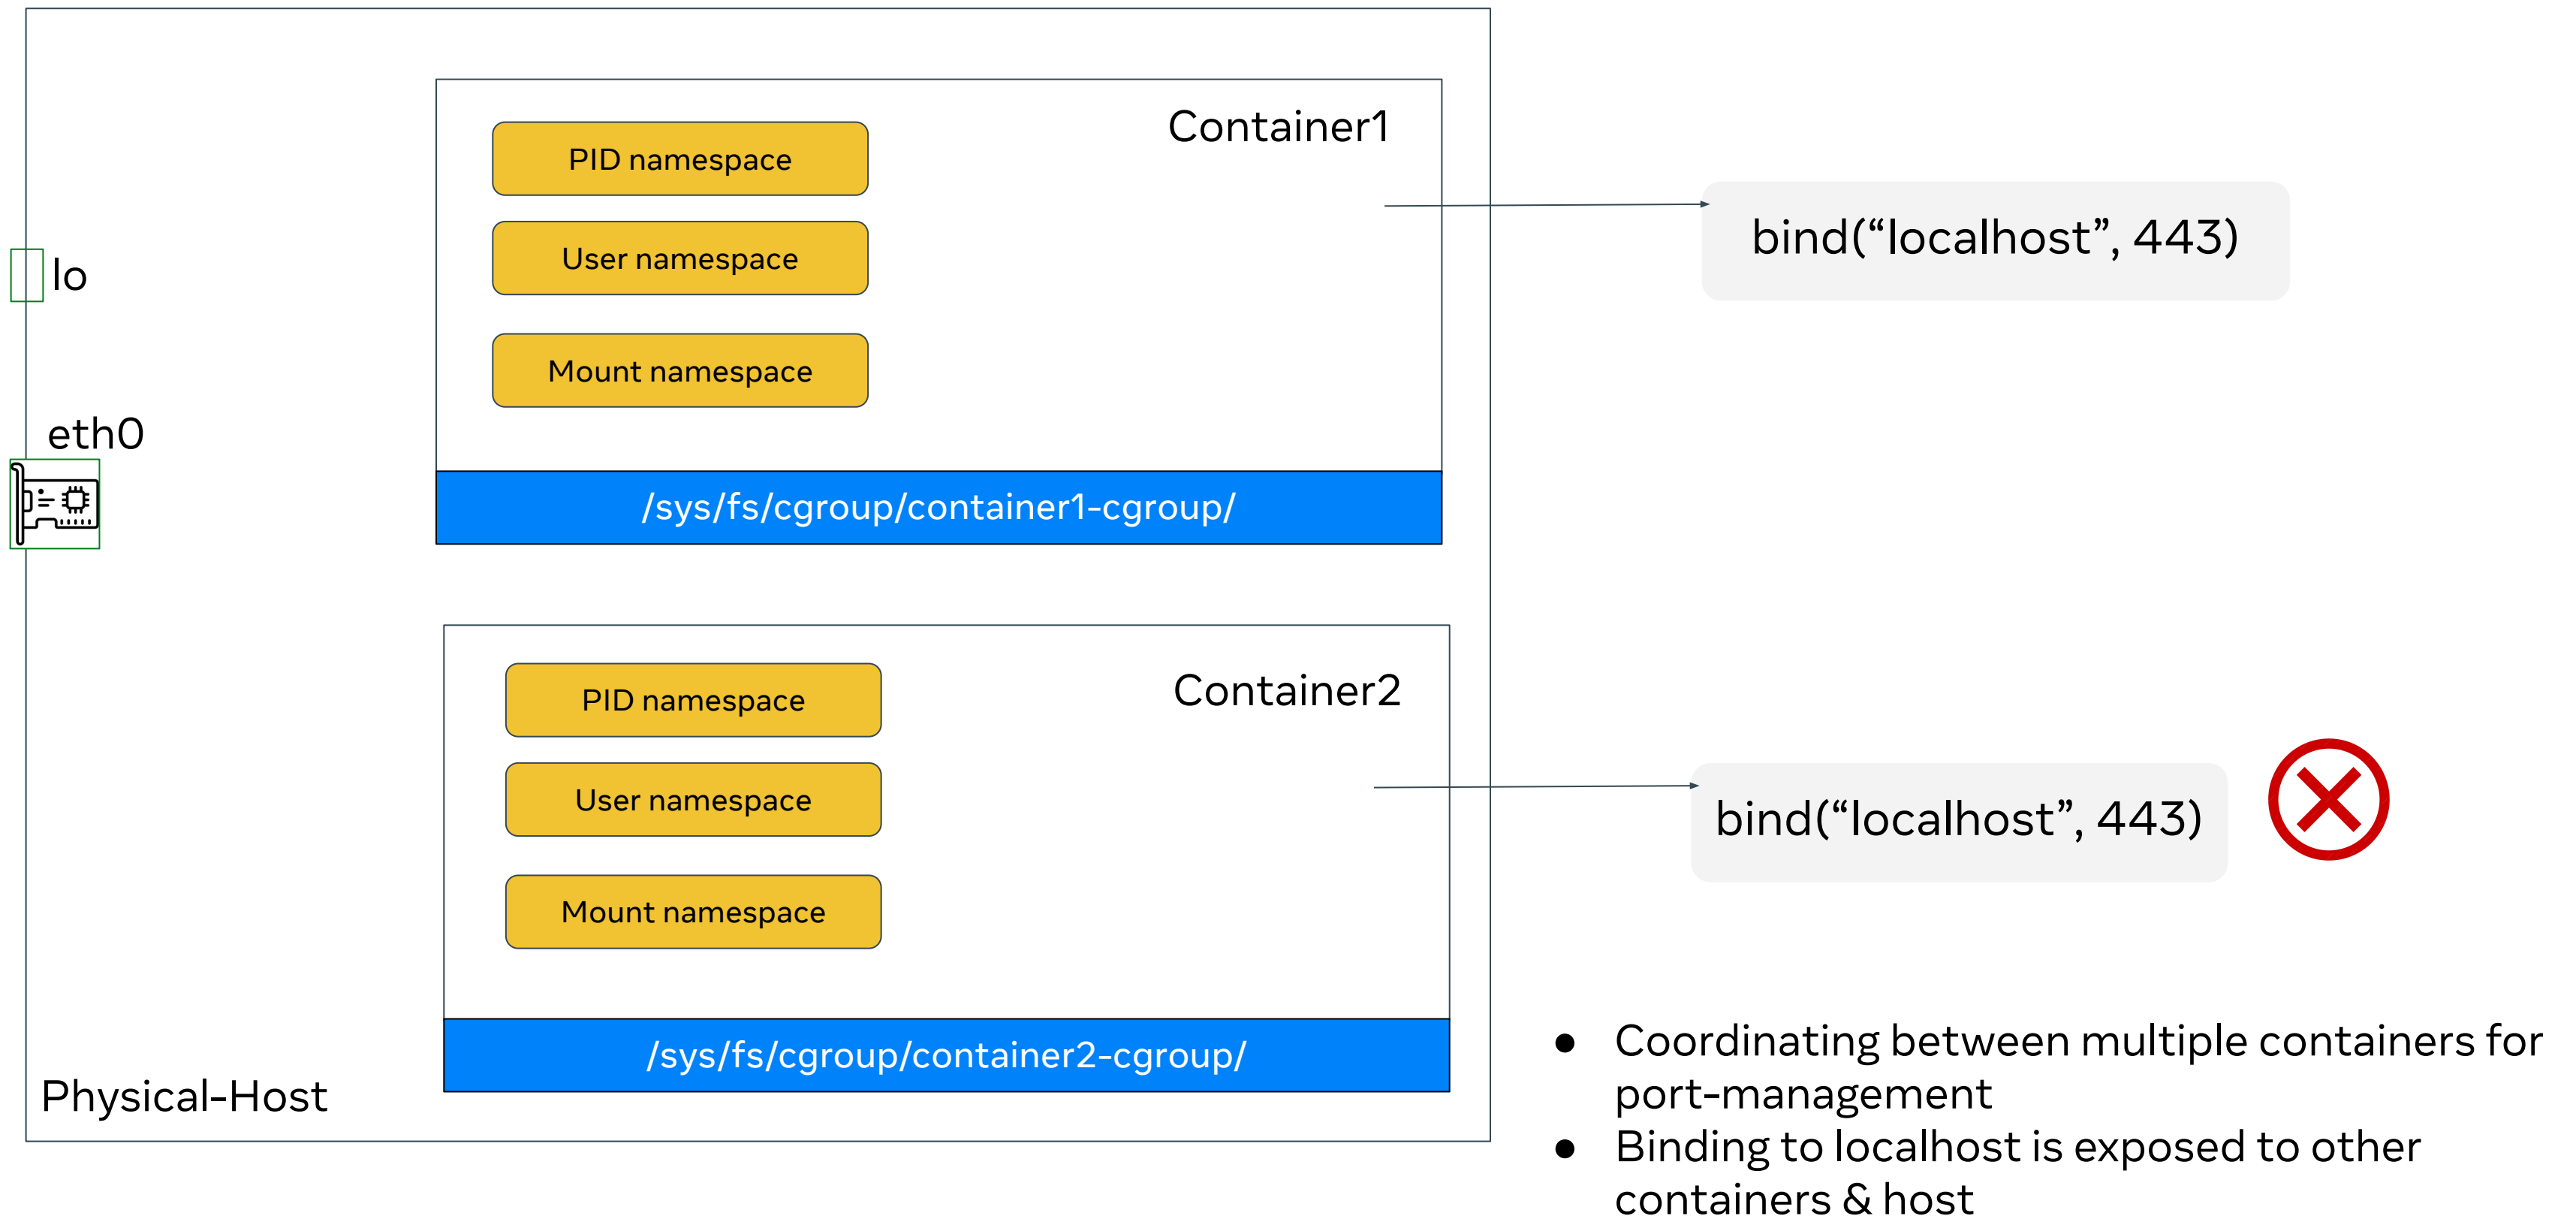 Container1
PID namespace
User namespace
Mount namespace
/sys/fs/cgroup/container1-cgroup/
bind(“localhost”, 443)
lo
eth0
Container2
PID namespace
User namespace
Mount namespace
/sys/fs/cgroup/container2-cgroup/
bind(“localhost”, 443)
Physical-Host
● Coordinating between multiple containers for
port-management
● Binding to localhost is exposed to other
containers & host